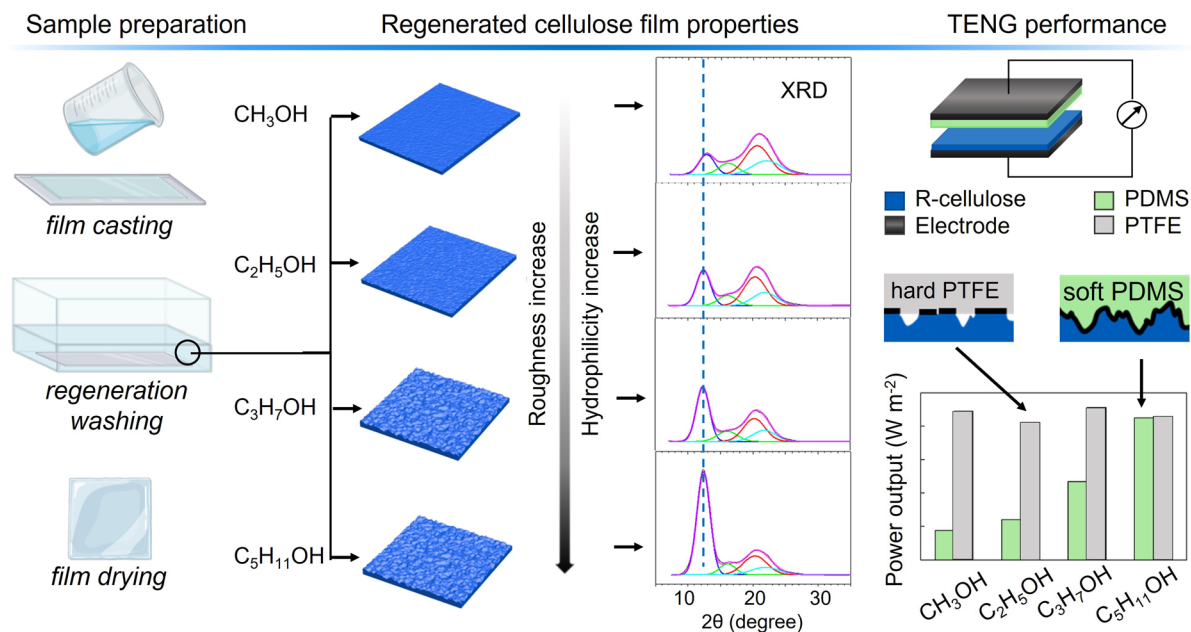 Sample preparation
Regenerated cellulose film properties
TENG performance
film casting
regeneration
washing
film drying
CH₃OH
C₂H₅OH
C₃H₇OH
C₅H₁₁OH
Roughness increase
Hydrophilicity increase
XRD
10 20 30
2θ (degree)
R-cellulose
PDMS
Electrode
PTFE
hard PTFE
soft PDMS
Power output (W m⁻²)
CH₃OH
C₂H₅OH
C₃H₇OH
C₅H₁₁OH